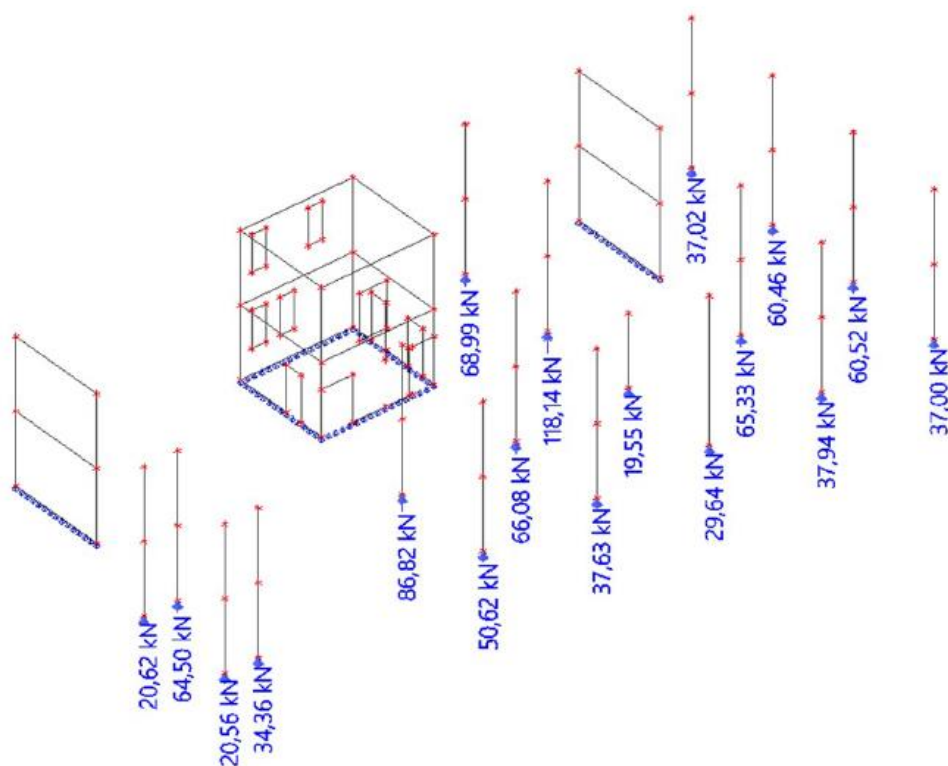 37,02 kN
60,46 kN
68,99 kN
60,52 kN
118,14 kN
65,33 kN
37,00 kN
19,55 kN
37,94 kN
66,08 kN
29,64 kN
86,82 kN
37,63 kN
50,62 kN
20,62 kN
64,50 kN
20,56 kN
34,36 kN